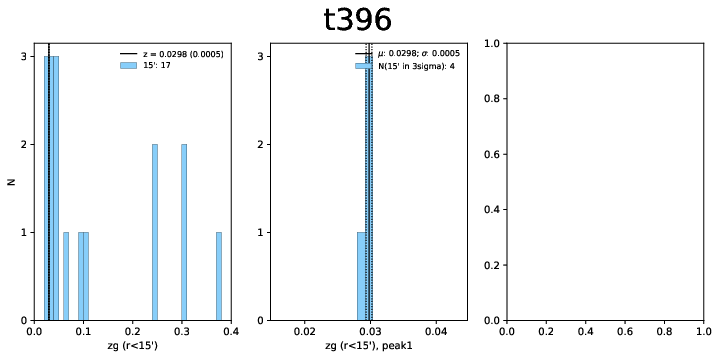 t396
z = 0.0298 (0.0005)
15': 17
N
3
2
1
0
0.0 0.1 0.2 0.3 0.4
zg (r<15')
μ: 0.0298; σ: 0.0005
N(15' in 3sigma): 4
3
2
1
0
0.02 0.03 0.04
zg (r<15'), peak1
1.0
0.8
0.6
0.4
0.2
0.0
0.0 0.2 0.4 0.6 0.8 1.0